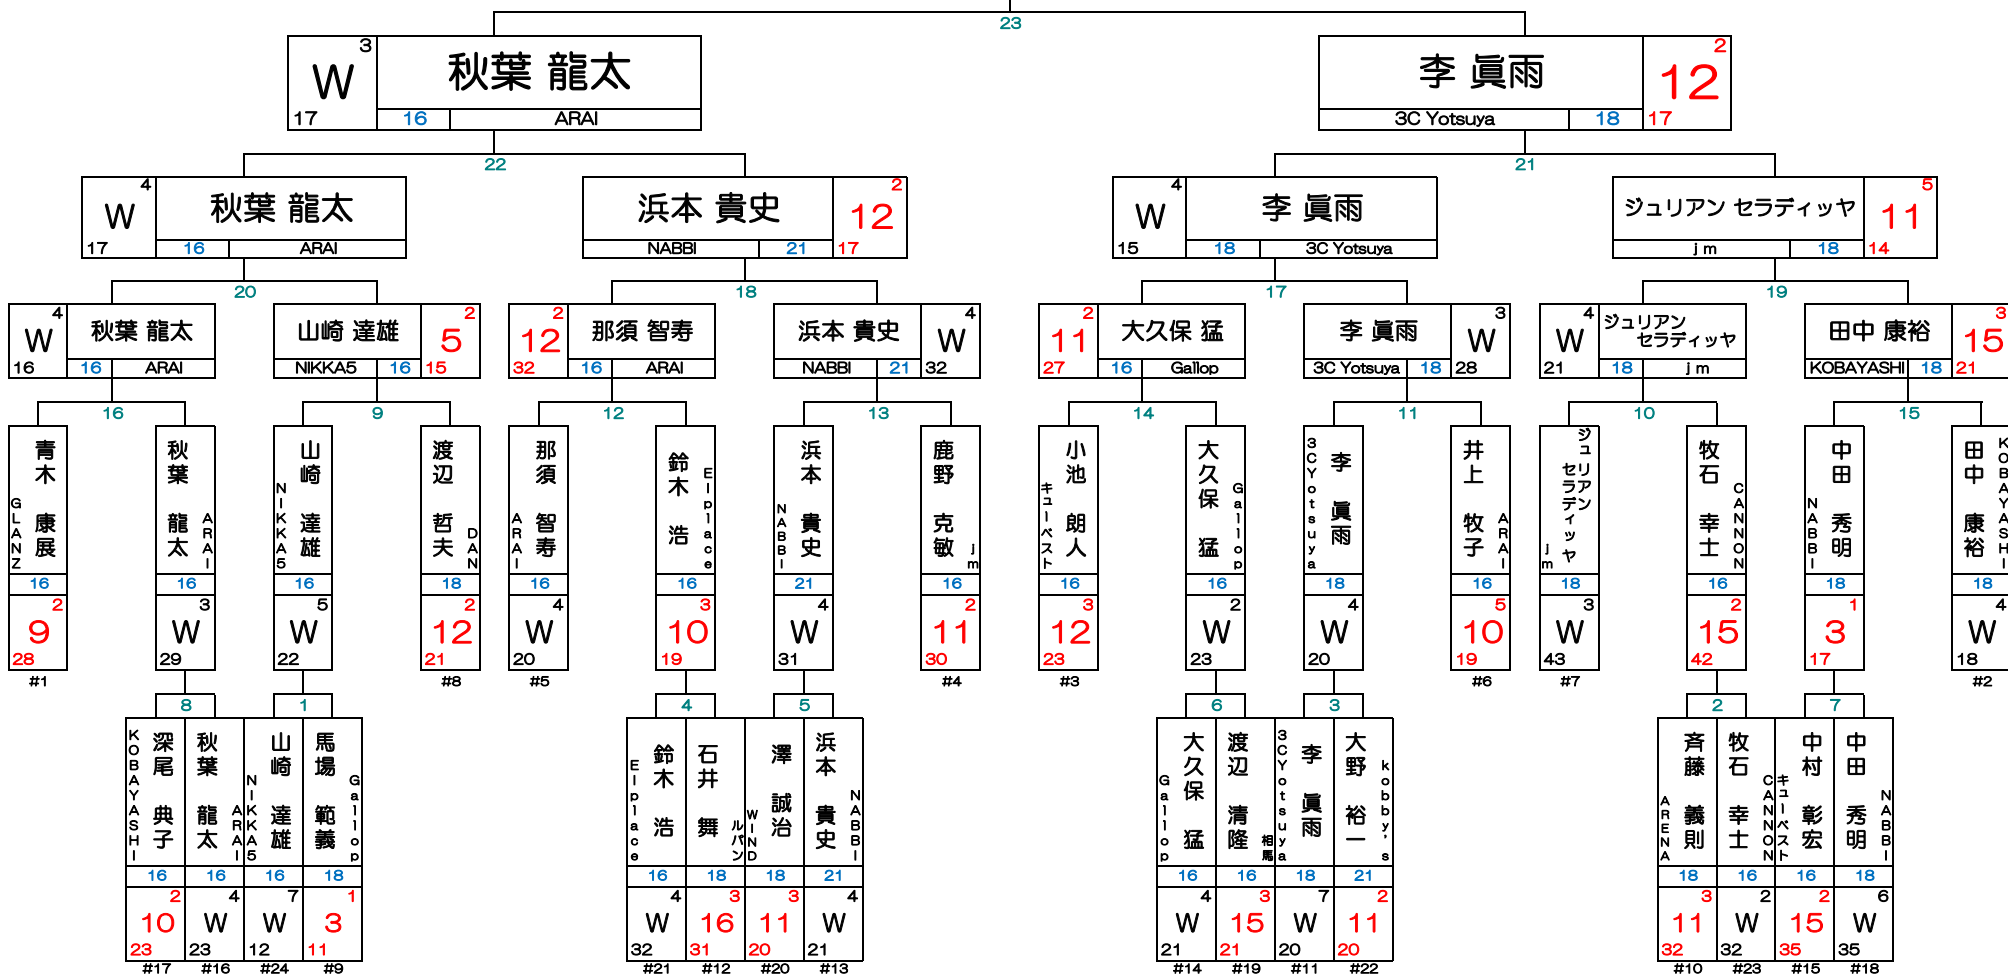 23
3
W
17
秋葉 龍太
16 ARAI
李 眞雨
3C Yotsuya 18
2
12
17
22
21
4
W
17
秋葉 龍太
16 ARAI
浜本 貴史
NABBI 21
2
12
17
4
W
15
李 眞雨
18 3C Yotsuya
ジュリアン セラディッヤ
jm 18
5
11
14
20
18
17
19
4
W
16
秋葉 龍太
16 ARAI
山崎 達雄
NIKKA5 16
2
5
15
2
12
32
那須 智寿
16 ARAI
浜本 貴史
NABBI 21
4
W
32
2
11
27
大久保 猛
16 Gallop
李 眞雨
3C Yotsuya 18
3
W
28
4
W
21
ジュリアン
セラディッヤ
18 jm
田中 康裕
KOBAYASHI 18
3
15
21
16
9
12
13
14
11
10
15
青木 康展
GLANZ
16
2
9
28
#1
秋葉 龍太
ARAI
16
3
W
29
山崎 達雄
NIKKA5
16
5
W
22
渡辺 哲夫
DAN
18
2
12
21
#8
那須 智寿
ARAI
16
4
W
20
#5
鈴木 浩
Elplace
16
3
10
19
浜本 貴史
NABBI
21
4
W
31
鹿野 克敏
jm
16
2
11
30
#4
小池 朗人
キューベスト
16
3
12
23
#3
大久保 猛
Gallop
16
2
W
23
李 眞雨
3CYotsuya
18
4
W
20
井上 牧子
ARAI
16
5
10
19
#6
ジュリアン
セラディッヤ
jm
18
3
W
43
#7
牧石 幸士
CANNON
16
2
15
42
中田 秀明
NABBI
18
1
3
17
田中 康裕
KOBAYASHI
18
4
W
18
#2
8
1
4
5
6
3
2
7
深尾 典子
KOBAYASHI
16
2
10
23
#17
秋葉 龍太
ARAI
16
4
W
23
#16
山崎 達雄
NIKKA5
16
7
W
12
#24
馬場 範義
Gallop
18
1
3
11
#9
鈴木 浩
Elplace
16
4
W
32
#21
石井 舞
ルパン
18
3
16
31
#12
澤 誠治
WIND
18
3
11
20
#20
浜本 貴史
NABBI
21
4
W
21
#13
大久保 猛
Gallop
16
4
W
21
#14
渡辺 清隆
相馬
16
3
15
21
#19
李 眞雨
3CYotsuya
18
7
W
20
#11
大野 裕一
kobby's
21
2
11
20
#22
斉藤 義則
ARENA
18
3
11
32
#10
牧石 幸士
CANNON
16
2
W
32
#23
中村 彰宏
キューベスト
16
2
15
35
#15
中田 秀明
NABBI
18
6
W
35
#18